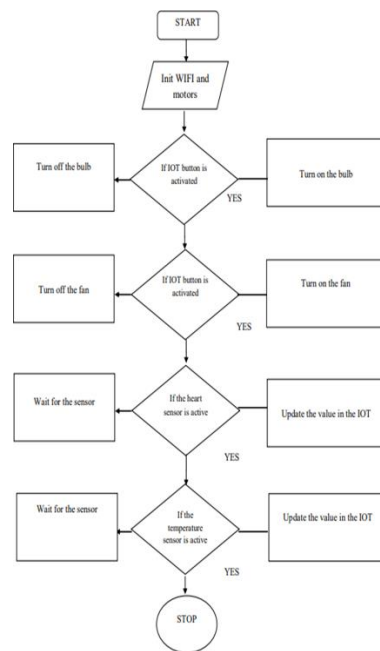 START
Init WIFI and
motors
Turn off the bulb
If IOT button is
activated
Turn on the bulb
YES
Turn off the fan
If IOT button is
activated
Turn on the fan
YES
Wait for the sensor
If the heart
sensor is active
Update the value in the IOT
YES
Wait for the sensor
If the
temperature
sensor is active
Update the value in the IOT
YES
STOP